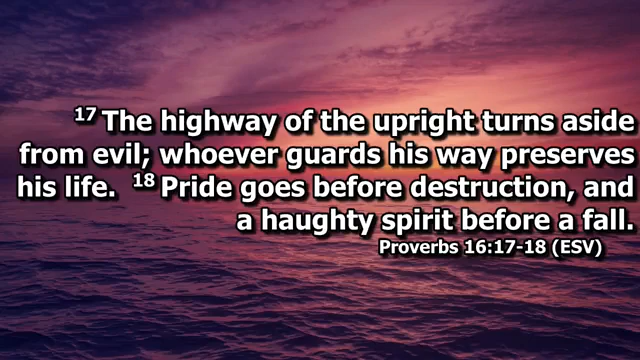 17 The highway of the upright turns aside
from evil; whoever guards his way preserves
his life. 18 Pride goes before destruction, and
a haughty spirit before a fall.
Proverbs 16:17-18 (ESV)